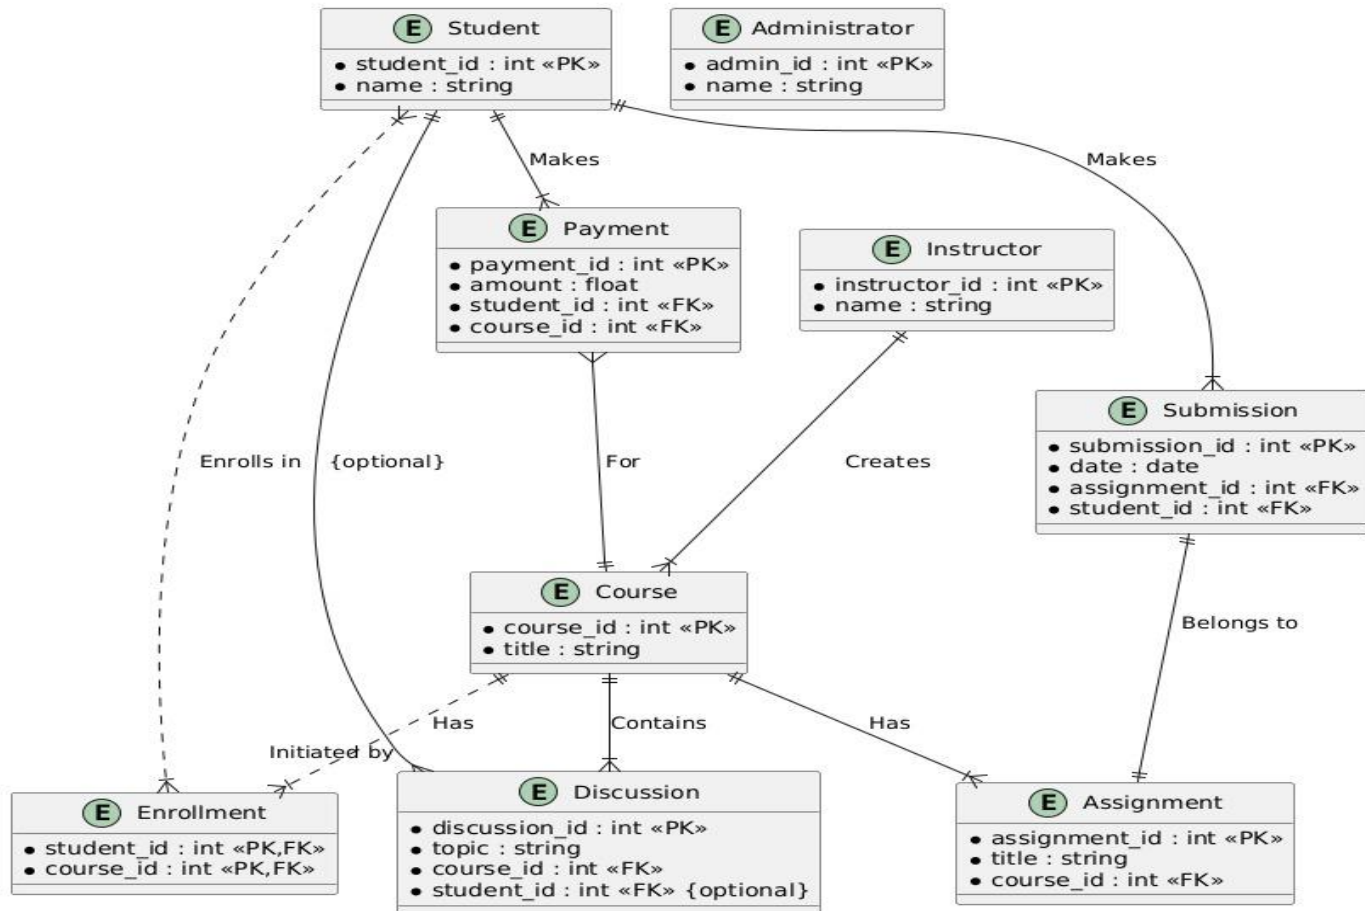 E Student
student_id : int «PK»
name : string
E Administrator
admin_id : int «PK»
name : string
Makes
Makes
E Payment
payment_id : int «PK»
amount : float
student_id : int «FK»
course_id : int «FK»
E Instructor
instructor_id : int «PK»
name : string
E Submission
submission_id : int «PK»
date : date
assignment_id : int «FK»
student_id : int «FK»
Enrolls in
{optional}
For
Creates
E Course
course_id : int «PK»
title : string
Belongs to
Has
Contains
Has
Initiated by
E Enrollment
student_id : int «PK,FK»
course_id : int «PK,FK»
E Discussion
discussion_id : int «PK»
topic : string
course_id : int «FK»
student_id : int «FK» {optional}
E Assignment
assignment_id : int «PK»
title : string
course_id : int «FK»